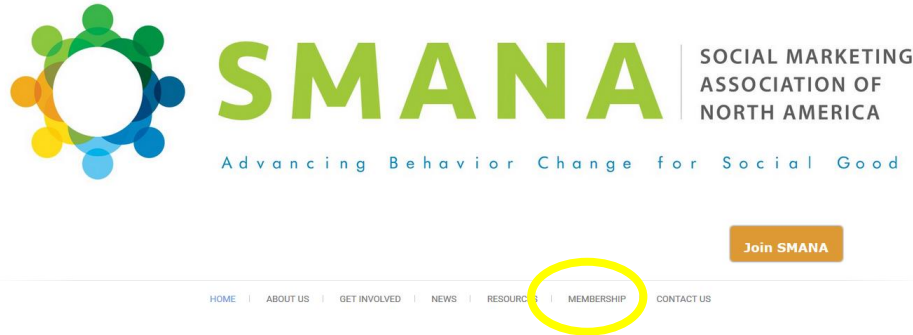 SMANA
SOCIAL MARKETING
ASSOCIATION OF
NORTH AMERICA
Advancing Behavior Change for Social Good
Join SMANA
HOME | ABOUT US | GET INVOLVED | NEWS | RESOURCES | MEMBERSHIP CONTACT US